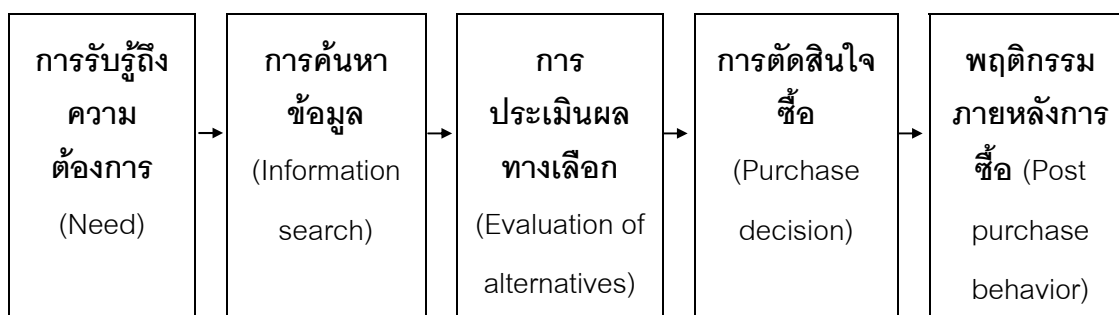 การรับรู้ถึง
ความ
ต้องการ
(Need)
การค้นหา
ข้อมูล
(Information
search)
การ
ประเมินผล
ทางเลือก
(Evaluation of
alternatives)
การตัดสินใจ
ซื้อ
(Purchase
decision)
พฤติกรรม
ภายหลังการ
ซื้อ (Post
purchase
behavior)